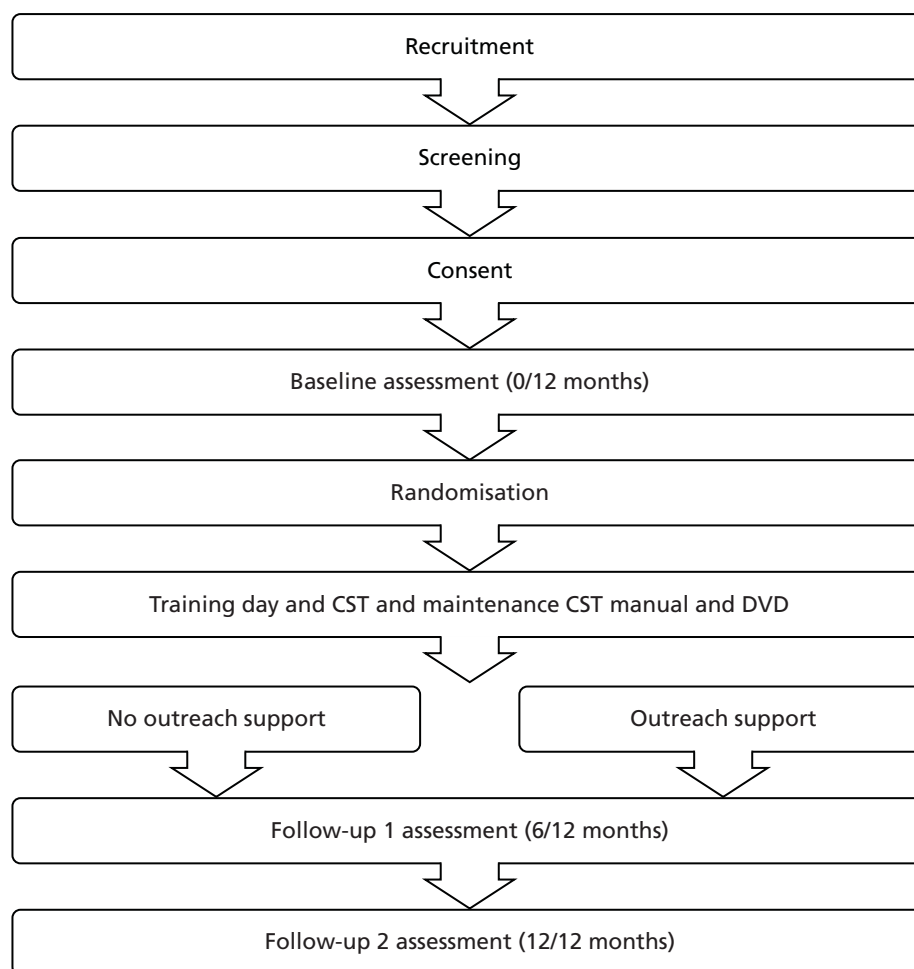 Recruitment
Screening
Consent
Baseline assessment (0/12 months)
Randomisation
Training day and CST and maintenance CST manual and DVD
No outreach support
Outreach support
Follow-up 1 assessment (6/12 months)
Follow-up 2 assessment (12/12 months)